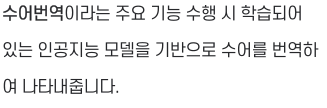 수어번역이라는 주요 기능 수행 시 학습되어
있는 인공지능 모델을 기반으로 수어를 번역하
여 나타내줍니다.